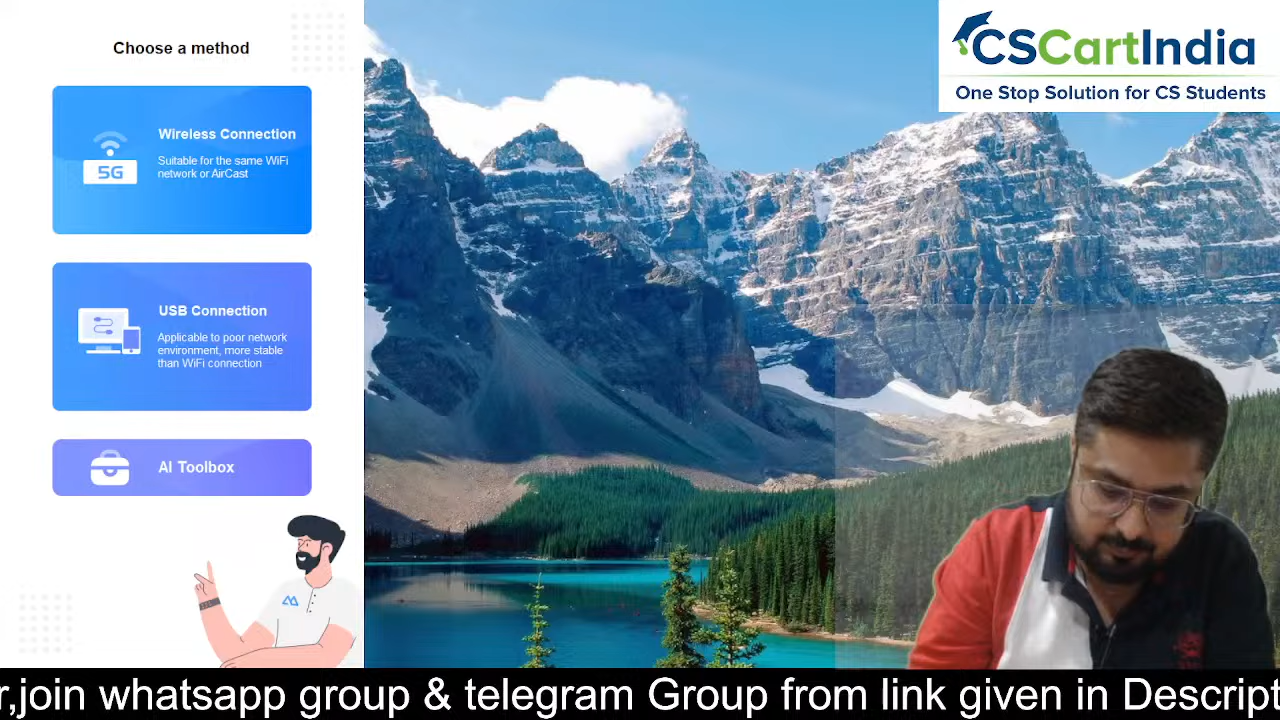 Choose a method
Wireless Connection
Suitable for the same WiFi
network or AirCast
5G
USB Connection
Applicable to poor network
environment, more stable
than WiFi connection
AI Toolbox
CSCartIndia
One Stop Solution for CS Students
r,join whatsapp group & telegram Group from link given in Descript